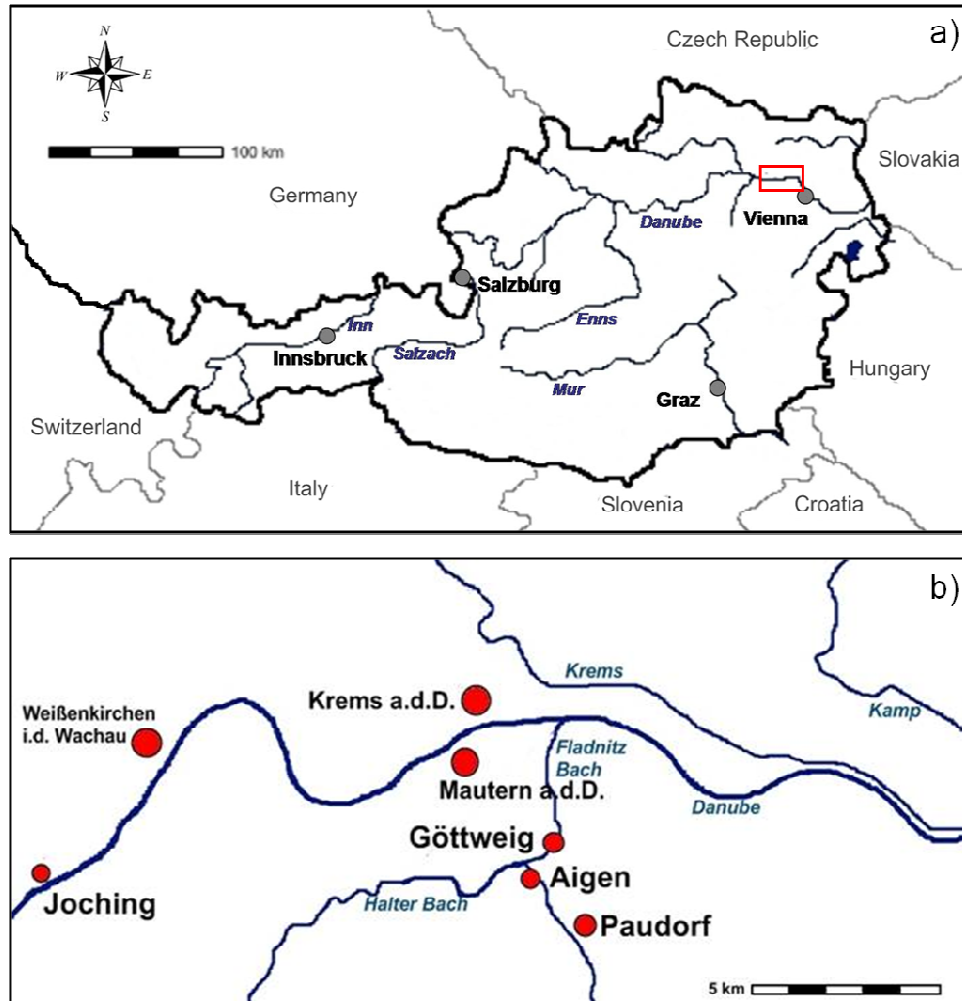 a)
Czech Republic
N
W
E
S
100 km
Slovakia
Germany
Danube
Vienna
Salzburg
Inn
Enns
Innsbruck
Salzach
Hungary
Mur
Graz
Switzerland
Italy
Slovenia
Croatia
b)
Krems
Krems a.d.D.
Kamp
Weißenkirchen
i.d. Wachau
Fladnitz
Bach
Mautern a.d.D.
Danube
Göttweig
Aigen
Joching
Halter Bach
Paudorf
5 km